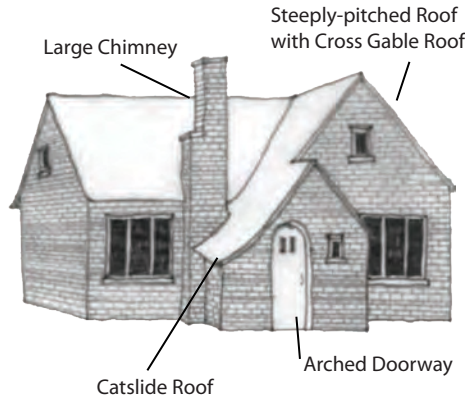 Steeply-pitched Roof
with Cross Gable Roof
Large Chimney
Arched Doorway
Catslide Roof